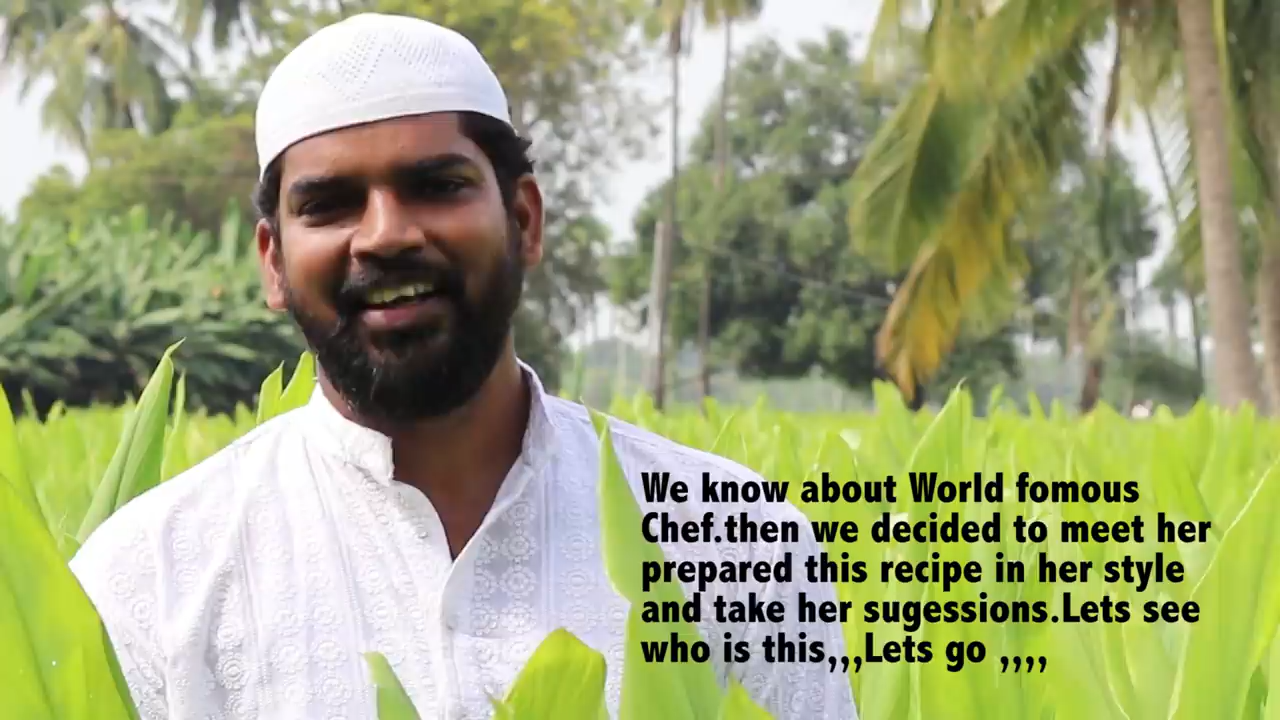 We know about World fomous
Chef.then we decided to meet her
prepared this recipe in her style
and take her sugessions.Lets see
who is this,,,Lets go ,,,,